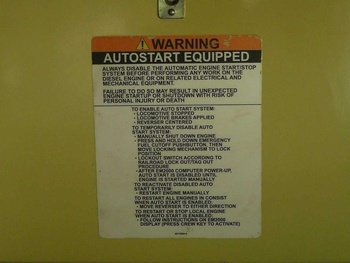 WARNING
AUTOSTART EQUIPPED
ALWAYS DISABLE THE AUTOMATIC ENGINE START/STOP
SYSTEM BEFORE PERFORMING ANY WORK ON THE
DIESEL ENGINE OR ON RELATED ELECTRICAL AND
MECHANICAL EQUIPMENT.
FAILURE TO DO SO MAY RESULT IN UNEXPECTED
ENGINE STARTUP OR SHUTDOWN WITH RISK OF
PERSONAL INJURY OR DEATH
TO ENABLE AUTO START SYSTEM:
- LOCOMOTIVE STOPPED
- LOCOMOTIVE BRAKES APPLIED
- REVERSER CENTERED
TO TEMPORARILY DISABLE AUTO
START SYSTEM:
- MANUALLY SHUT DOWN ENGINE
- PRESS AND HOLD DOWN EMERGENCY
FUEL CUTOFF PUSHBUTTON, THEN
MOVE LOCKING MECHANISM TO LOCK
POSITION
- LOCKOUT SWITCH ACCORDING TO
RAILROAD LOCK OUT/TAG OUT
PROCEDURE
- AFTER EM2000 COMPUTER POWER-UP,
AUTO START IS DISABLED UNTIL
ENGINE IS STARTED MANUALLY
TO REACTIVATE DISABLED AUTO
START SYSTEM:
- RESTART ENGINE MANUALLY
TO RESTART ALL ENGINES IN CONSIST
WHEN AUTO START IS ENABLED:
- MOVE REVERSER TO EITHER DIRECTION
TO RESTART OR STOP LOCAL ENGINE
WHEN AUTO START IS ENABLED:
- FOLLOW INSTRUCTIONS ON EM2000
DISPLAY (PRESS CREW KEY TO ACTIVATE)